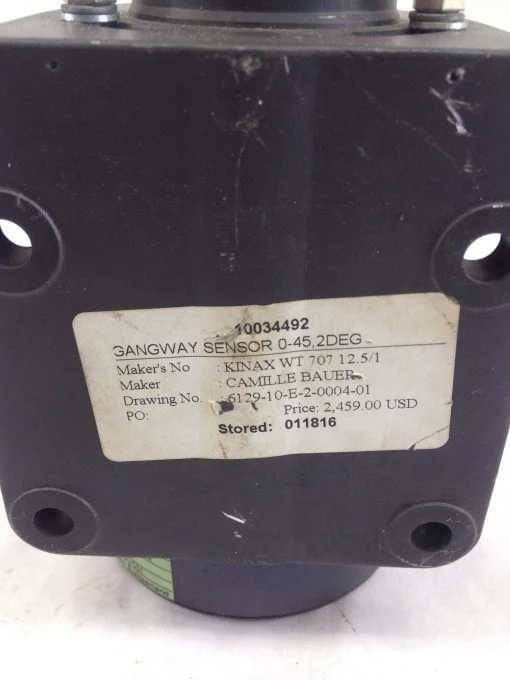 10034492
GANGWAY SENSOR 0-45,2DEG
Maker's No : KINAX WT 707 12.5/1
Maker : CAMILLE BAUER
Drawing No. : 6129-10-E-2-0004-01
PO: Price: 2,459.00 USD
Stored: 011816